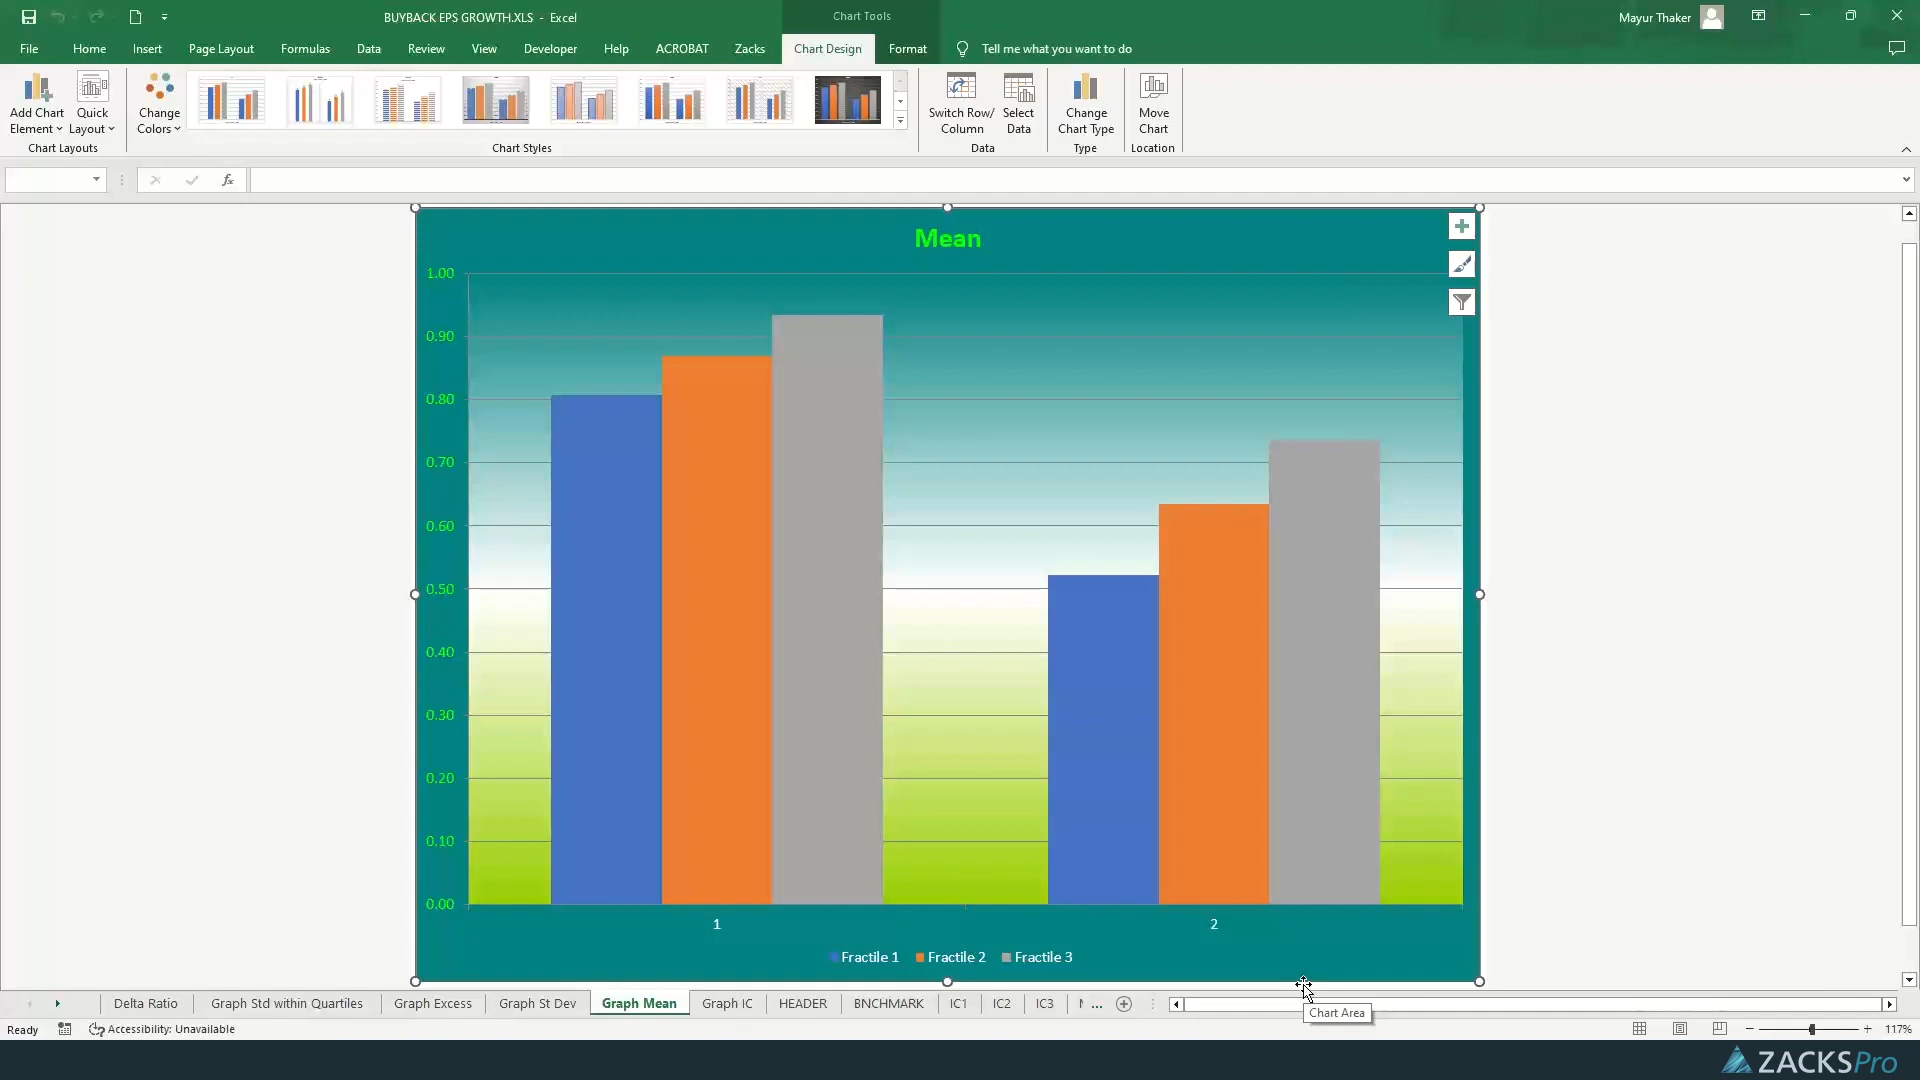 BUYBACK EPS GROWTH.XLS - Excel
Chart Tools
Mayur Thaker
File Home Insert Page Layout Formulas Data Review View Developer Help ACROBAT Zacks Chart Design Format Tell me what you want to do
Add Chart Element
Quick Layout
Change Colors
Switch Row/ Column
Select Data
Change Chart Type
Move Chart
Chart Layouts
Chart Styles
Data
Type
Location
fx
Mean
1.00
0.90
0.80
0.70
0.60
0.50
0.40
0.30
0.20
0.10
0.00
1 2
Fractile 1 Fractile 2 Fractile 3
Delta Ratio Graph Std within Quartiles Graph Excess Graph St Dev Graph Mean Graph IC HEADER BNCHMARK IC1 IC2 IC3 ...
Chart Area
Ready Accessibility: Unavailable 117%
ZACKSPro